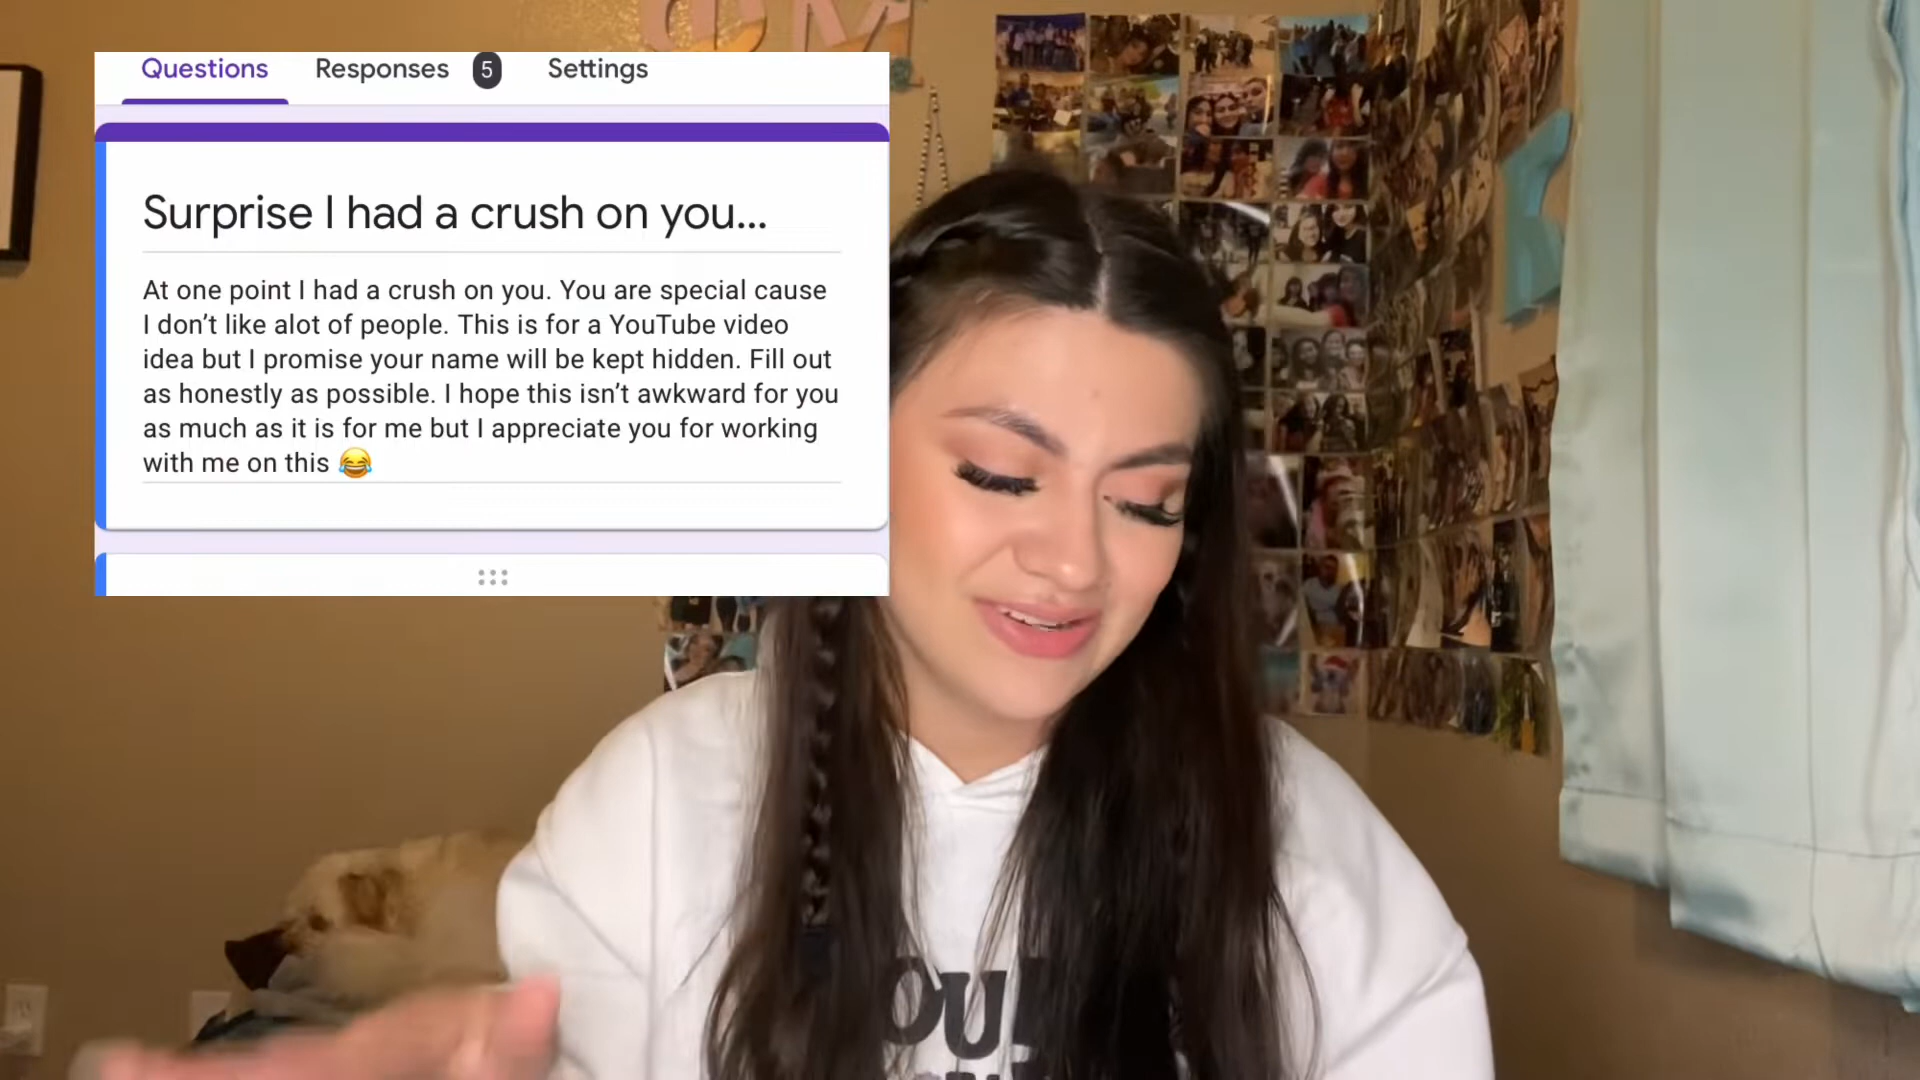 Questions Responses 5 Settings
Surprise I had a crush on you...
At one point I had a crush on you. You are special cause
I don't like alot of people. This is for a YouTube video
idea but I promise your name will be kept hidden. Fill out
as honestly as possible. I hope this isn't awkward for you
as much as it is for me but I appreciate you for working
with me on this 😂